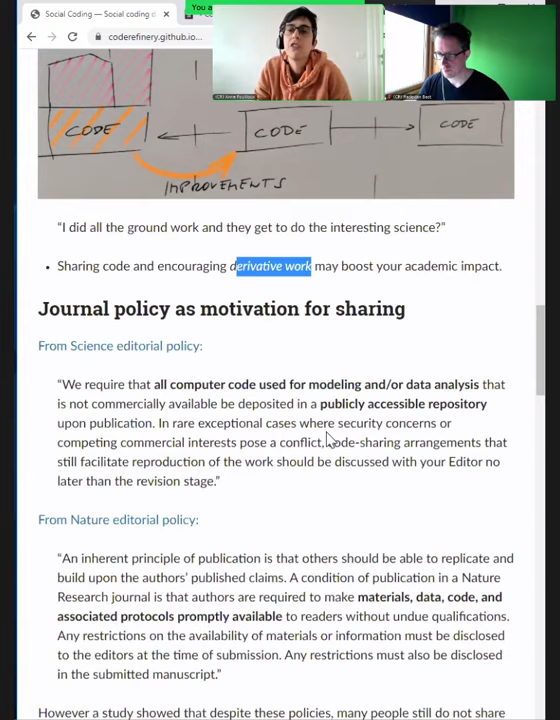 You a
Social Coding — Social coding d
coderefinery.github.io...
CODE
CODE
CODE
IMPROVEMENTS
“I did all the ground work and they get to do the interesting science?”
• Sharing code and encouraging derivative work may boost your academic impact.
Journal policy as motivation for sharing
From Science editorial policy:
“We require that all computer code used for modeling and/or data analysis that
is not commercially available be deposited in a publicly accessible repository
upon publication. In rare exceptional cases where security concerns or
competing commercial interests pose a conflict, code-sharing arrangements that
still facilitate reproduction of the work should be discussed with your Editor no
later than the revision stage.”
From Nature editorial policy:
“An inherent principle of publication is that others should be able to replicate and
build upon the authors’ published claims. A condition of publication in a Nature
Research journal is that authors are required to make materials, data, code, and
associated protocols promptly available to readers without undue qualifications.
Any restrictions on the availability of materials or information must be disclosed
to the editors at the time of submission. Any restrictions must also be disclosed
in the submitted manuscript.”
However a study showed that despite these policies, many people still do not share